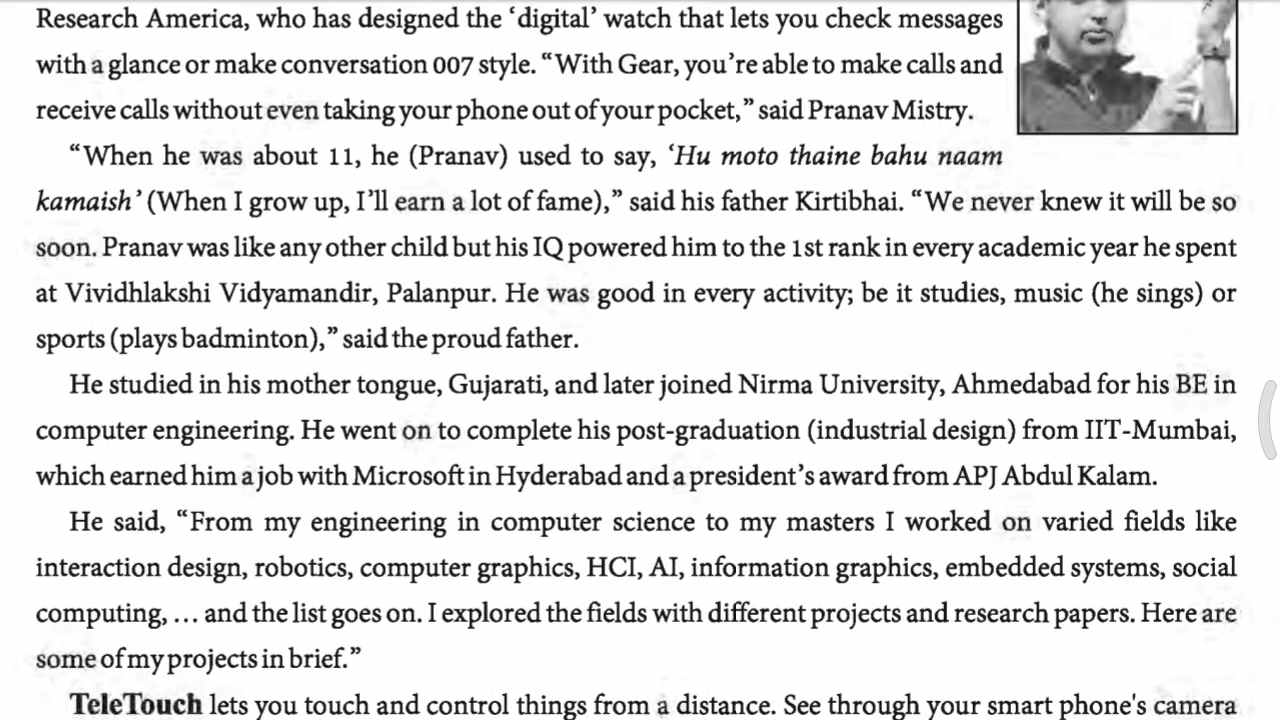 Research America, who has designed the ‘digital’ watch that lets you check messages
with a glance or make conversation 007 style. “With Gear, you’re able to make calls and
receive calls without even taking your phone out of your pocket,” said Pranav Mistry.
“When he was about 11, he (Pranav) used to say, ‘Hu moto thaine bahu naam
kamaish’ (When I grow up, I’ll earn a lot of fame),” said his father Kirtibhai. “We never knew it will be so
soon. Pranav was like any other child but his IQ powered him to the 1st rank in every academic year he spent
at Vividhlakshi Vidyamandir, Palanpur. He was good in every activity; be it studies, music (he sings) or
sports (plays badminton),” said the proud father.
He studied in his mother tongue, Gujarati, and later joined Nirma University, Ahmedabad for his BE in
computer engineering. He went on to complete his post-graduation (industrial design) from IIT-Mumbai,
which earned him a job with Microsoft in Hyderabad and a president’s award from APJ Abdul Kalam.
He said, “From my engineering in computer science to my masters I worked on varied fields like
interaction design, robotics, computer graphics, HCI, AI, information graphics, embedded systems, social
computing, ... and the list goes on. I explored the fields with different projects and research papers. Here are
some of my projects in brief.”
TeleTouch lets you touch and control things from a distance. See through your smart phone's camera